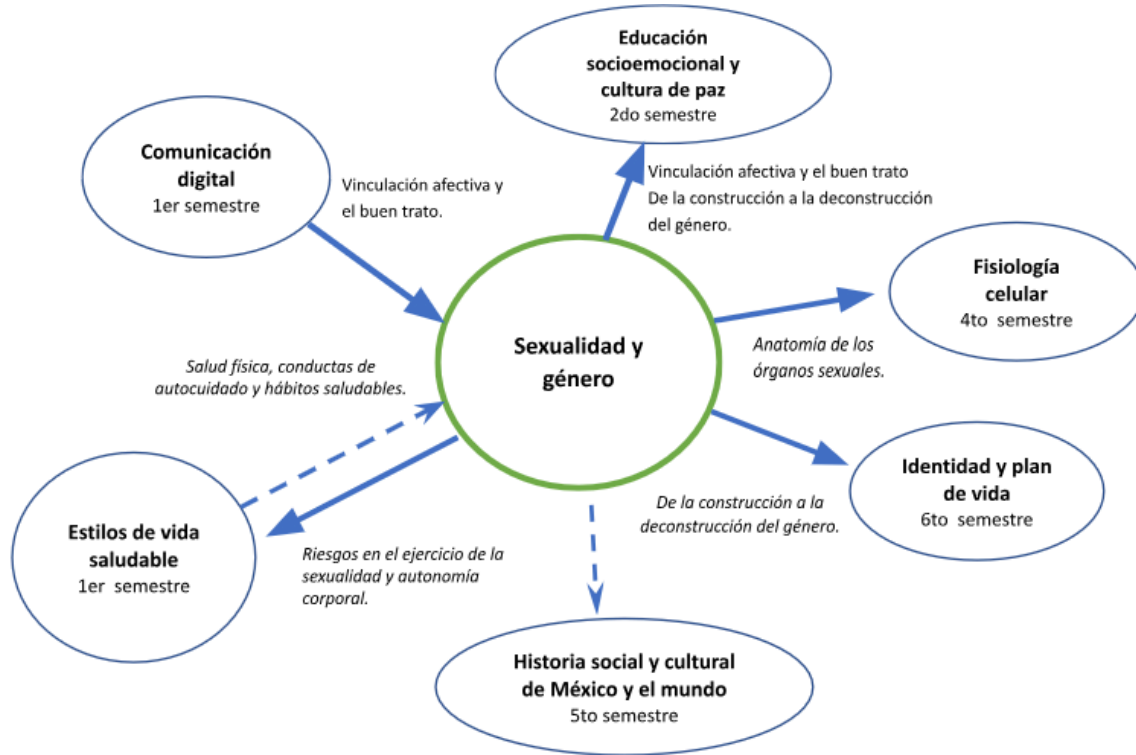 Educación
socioemocional y
cultura de paz
2do semestre
Comunicación
digital
1er semestre
Vinculación afectiva y
el buen trato.
Vinculación afectiva y el buen trato
De la construcción a la deconstrucción
del género.
Fisiología
celular
4to semestre
Sexualidad y
género
Anatomía de los
órganos sexuales.
Salud física, conductas de
autocuidado y hábitos saludables.
Identidad y plan
de vida
6to semestre
De la construcción a la
deconstrucción del género.
Estilos de vida
saludable
1er semestre
Riesgos en el ejercicio de la
sexualidad y autonomía
corporal.
Historia social y cultural
de México y el mundo
5to semestre